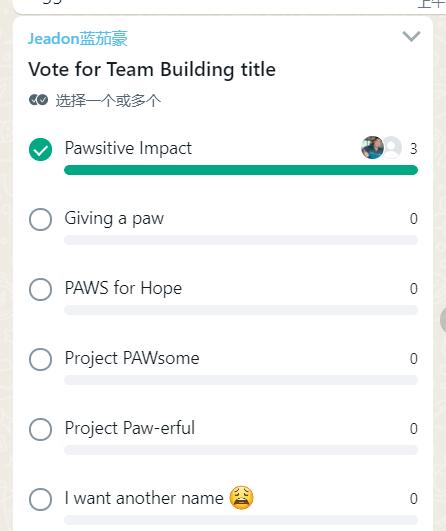 上午
Jeadon蓝茄豪
Vote for Team Building title
选择一个或多个
Pawsitive Impact 3
Giving a paw 0
PAWS for Hope 0
Project PAWsome 0
Project Paw-erful 0
I want another name 😩 0